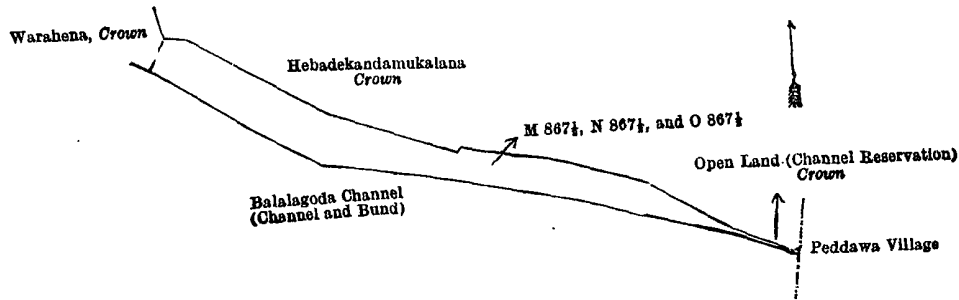 Warahena, Crown
Hebadekandamukalana
Crown
M 867½, N 867½, and O 867½
Open Land (Channel Reservation)
Crown
Balalagoda Channel
(Channel and Bund)
Peddawa Village